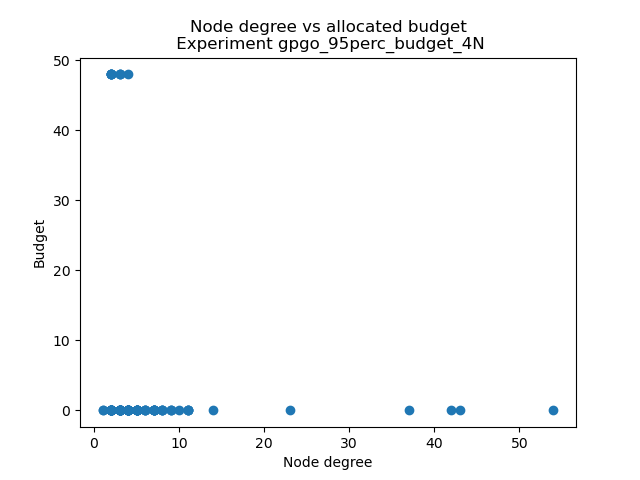 Node degree vs allocated budget
Experiment gpgo_95perc_budget_4N
50
40
30
20
10
0
Budget
0 10 20 30 40 50
Node degree